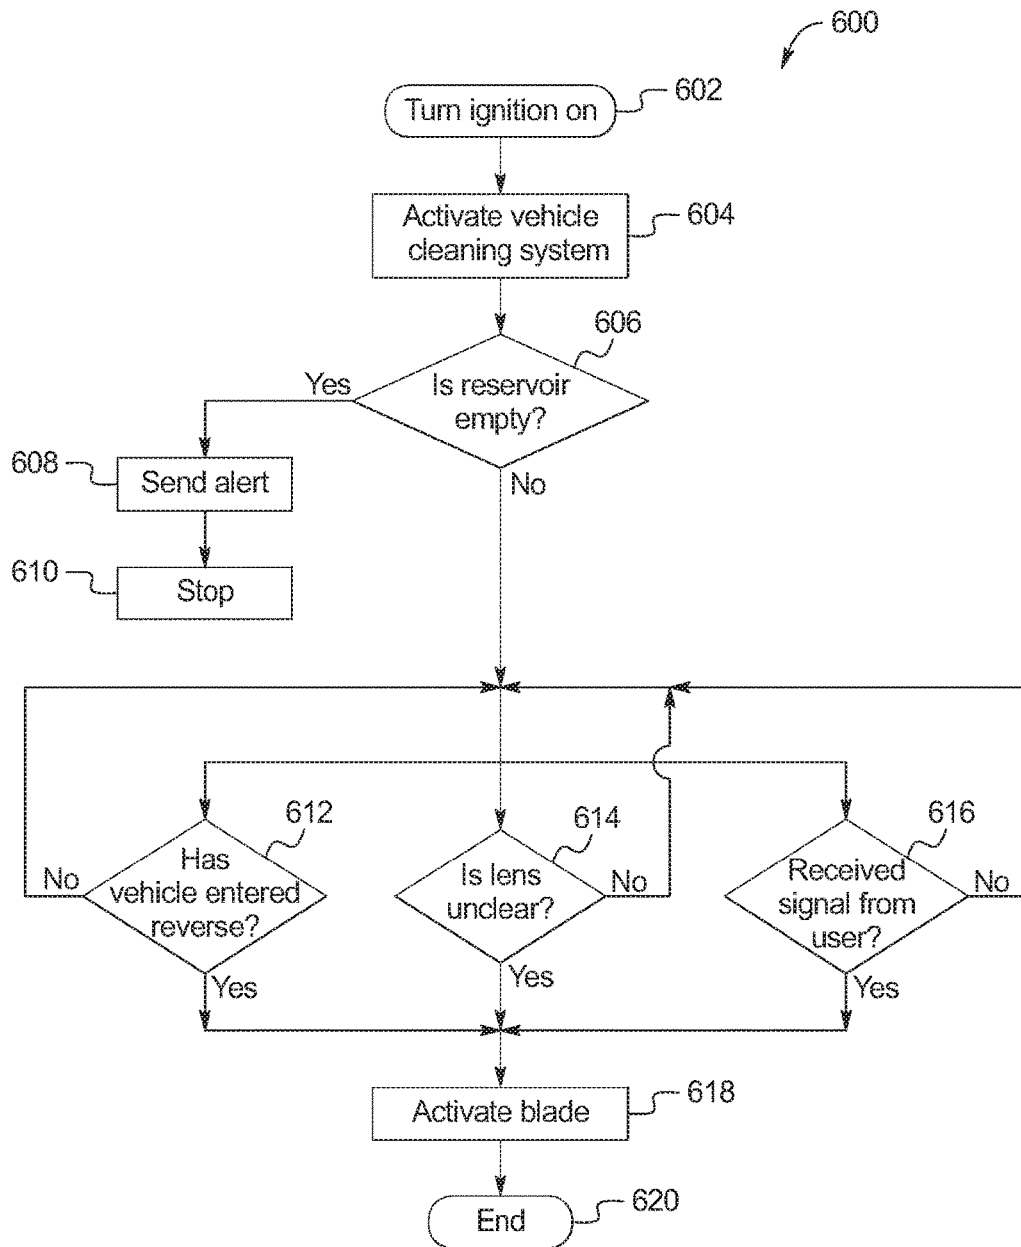 600
Turn ignition on
602
Activate vehicle
cleaning system
604
606
Is reservoir
empty?
Yes
No
608
Send alert
610
Stop
612
Has
vehicle entered
reverse?
No
Yes
614
Is lens
unclear?
No
Yes
616
Received
signal from
user?
No
Yes
Activate blade
618
End
620